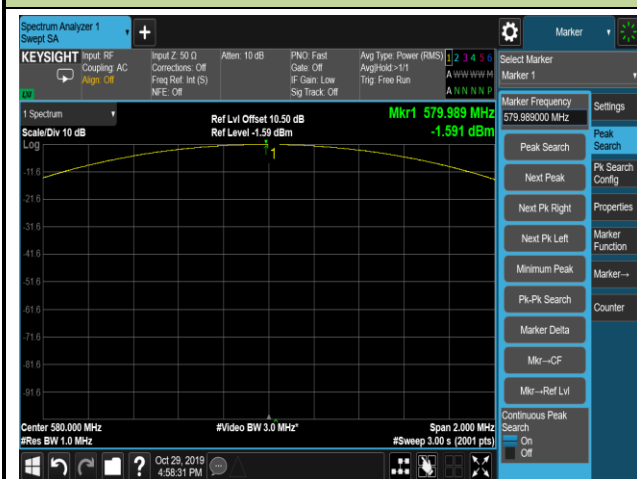 Spectrum Analyzer 1
Swept SA
+
Marker
KEYSIGHT
Input: RF
Coupling: AC
Align: Off
Input Z: 50 Ω
Corrections: Off
Freq Ref: Int (S)
NFE: Off
Atten: 10 dB
PNO: Fast
Gate: Off
IF Gain: Low
Sig Track: Off
Avg Type: Power (RMS)
Avg|Hold:>1/1
Trig: Free Run
1 2 3 4 5 6
A W W W W M
A N N N N P
Select Marker
Marker 1
1 Spectrum
Scale/Div 10 dB
Log
Ref Lvl Offset 10.50 dB
Ref Level -1.59 dBm
Mkr1 579.989 MHz
-1.591 dBm
1
-11.6
-21.6
-31.6
-41.6
-51.6
-61.6
-71.6
-81.6
-91.6
Center 580.000 MHz
#Video BW 3.0 MHz*
Span 2.000 MHz
#Res BW 1.0 MHz
#Sweep 3.00 s (2001 pts)
Marker Frequency
579.989000 MHz
Peak Search
Next Peak
Next Pk Right
Next Pk Left
Minimum Peak
Pk-Pk Search
Marker Delta
Mkr→CF
Mkr→Ref Lvl
Continuous Peak
Search
On
Off
Settings
Peak
Search
Pk Search
Config
Properties
Marker
Function
Marker→
Counter
?
Oct 29, 2019
4:58:31 PM